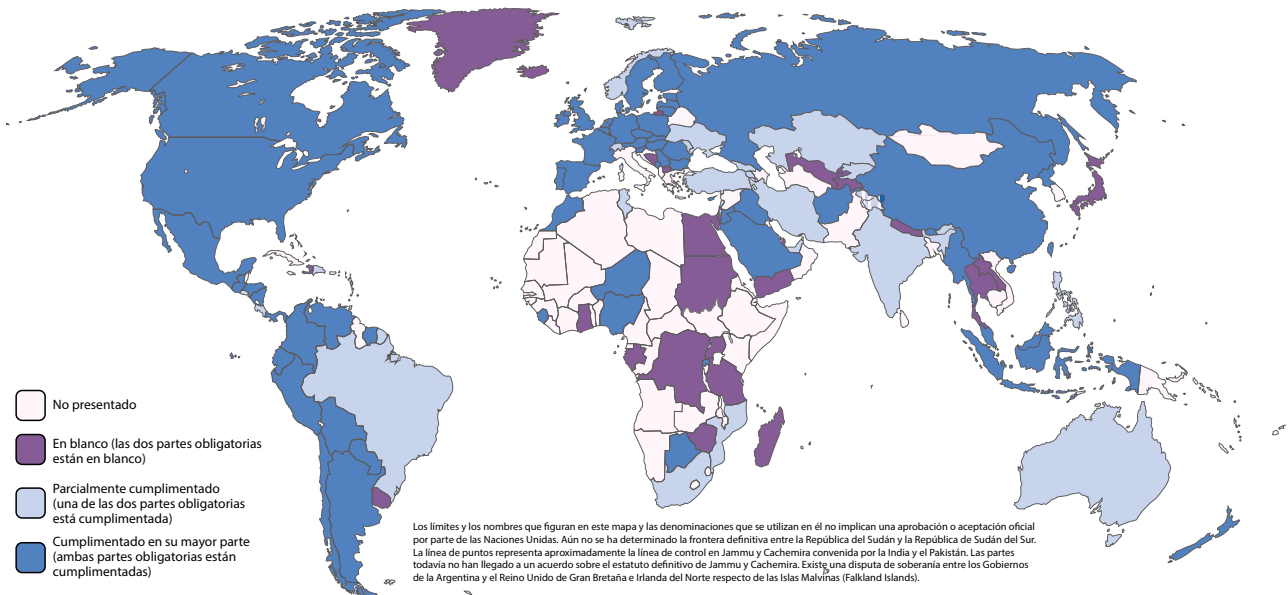 No presentado
En blanco (las dos partes obligatorias
están en blanco)
Parcialmente cumplimentado
(una de las dos partes obligatorias
está cumplimentada)
Cumplimentado en su mayor parte
(ambas partes obligatorias están
cumplimentadas)
Los límites y los nombres que figuran en este mapa y las denominaciones que se utilizan en él no implican una aprobación o aceptación oficial
por parte de las Naciones Unidas. Aún no se ha determinado la frontera definitiva entre la República del Sudán y la República de Sudán del Sur.
La línea de puntos representa aproximadamente la línea de control en Jammu y Cachemira convenida por la India y el Pakistán. Las partes
todavía no han llegado a un acuerdo sobre el estatuto definitivo de Jammu y Cachemira. Existe una disputa de soberanía entre los Gobiernos
de la Argentina y el Reino Unido de Gran Bretaña e Irlanda del Norte respecto de las Islas Malvinas (Falkland Islands).